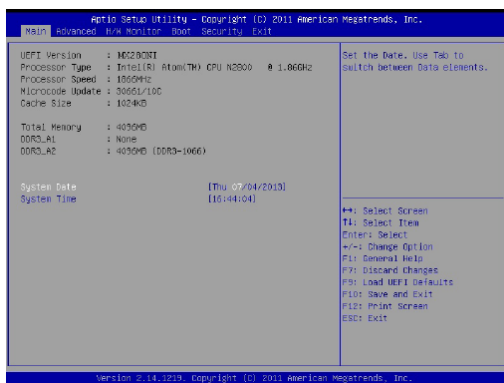 Aptio Setup Utility – Copyright (C) 2011 American Megatrends, Inc.
Main Advanced H/W Monitor Boot Security Exit
UEFI Version :
Processor Type : Intel(R) Atom(TM) CPU N2800 @ 1.86GHz
Processor Speed : 1866MHz
Microcode Update : 30661/10C
Cache Size : 1024KB
Total Memory : 4096MB
DDR3_A1 : None
DDR3_A2 : 4096MB (DDR3-1066)
System Date [Thu 07/04/2013]
System Time [16:44:04]
Set the Date. Use Tab to
switch between Data elements.
↔: Select Screen
↑↓: Select Item
Enter: Select
+/-: Change Option
F1: General Help
F7: Discard Changes
F9: Load UEFI Defaults
F10: Save and Exit
F12: Print Screen
ESC: Exit
Version 2.14.1219. Copyright (C) 2011 American Megatrends, Inc.